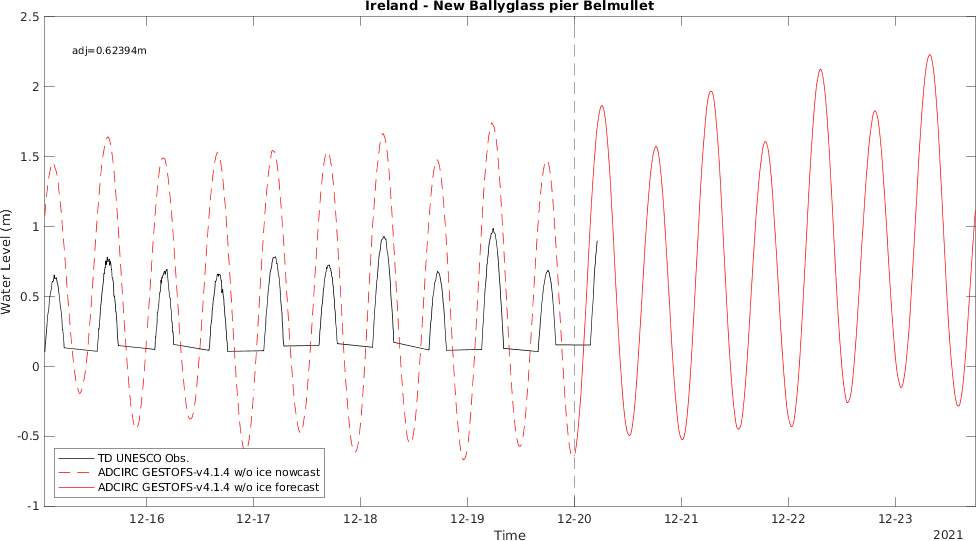 Ireland - New Ballyglass pier Belmullet
adj=0.62394m
2.5
2
1.5
1
0.5
0
-0.5
-1
Water Level (m)
TD UNESCO Obs.
ADCIRC GESTOFS-v4.1.4 w/o ice nowcast
ADCIRC GESTOFS-v4.1.4 w/o ice forecast
12-16
12-17
12-18
12-19
12-20
12-21
12-22
12-23
Time
2021